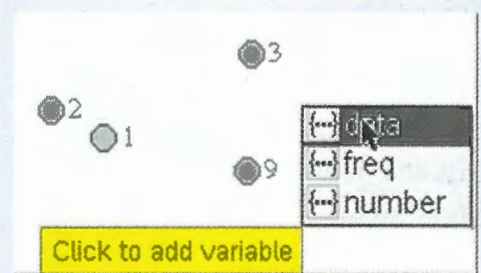 3
2
1
data
9
freq
number
Click to add variable